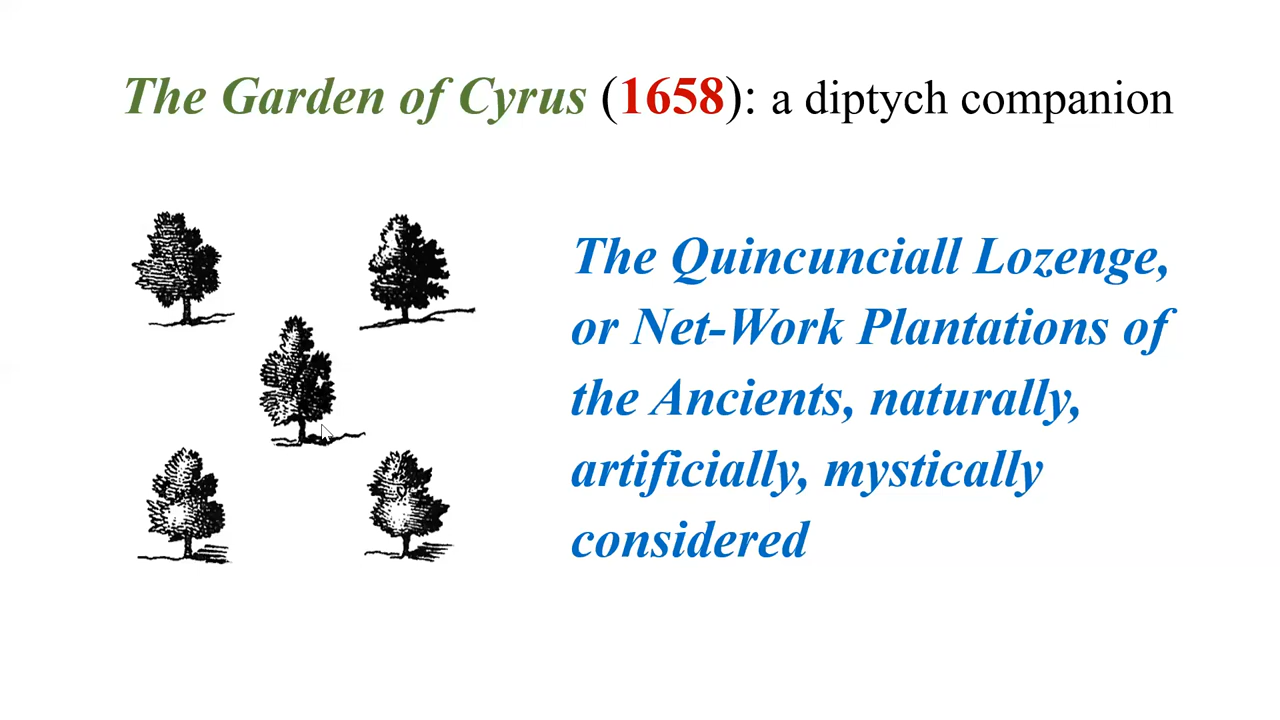 The Garden of Cyrus (1658): a diptych companion
The Quincunciall Lozenge,
or Net-Work Plantations of
the Ancients, naturally,
artificially, mystically
considered